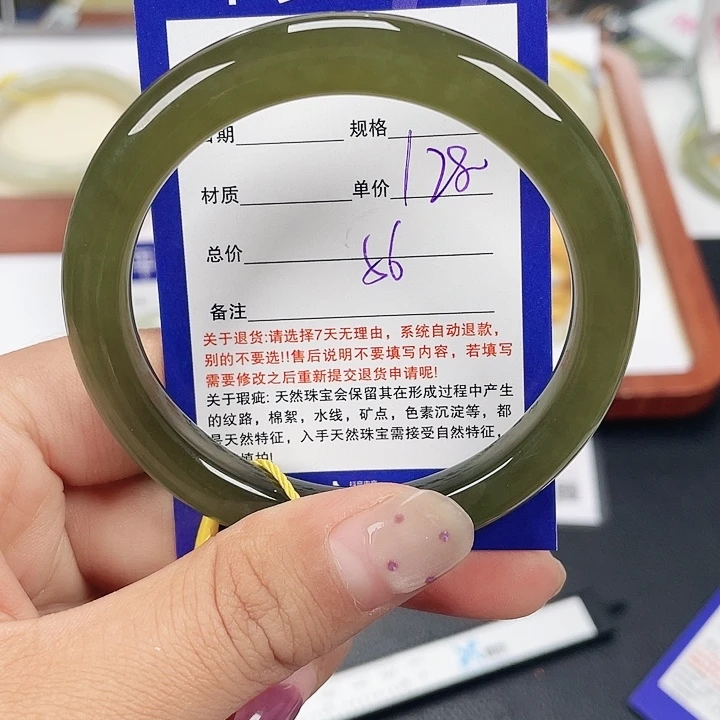 日期 规格
材质 单价 128
总价 86
备注
关于退货:请选择7天无理由，系统自动退款，
别的不要选!!售后说明不要填写内容，若填写
需要修改之后重新提交退货申请呢!
关于瑕疵: 天然珠宝会保留其在形成过程中产生
的纹路，棉絮，水线，矿点，色素沉淀等，都
是天然特征，入手天然珠宝需接受自然特征，
慎拍!